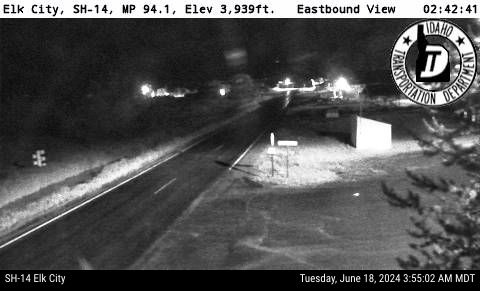 Elk City, SH-14, MP 94.1, Elev 3,939ft. Eastbound View 02:42:41
IDAHO
TRANSPORTATION DEPARTMENT
SH-14 Elk City Tuesday, June 18, 2024 3:55:02 AM MDT